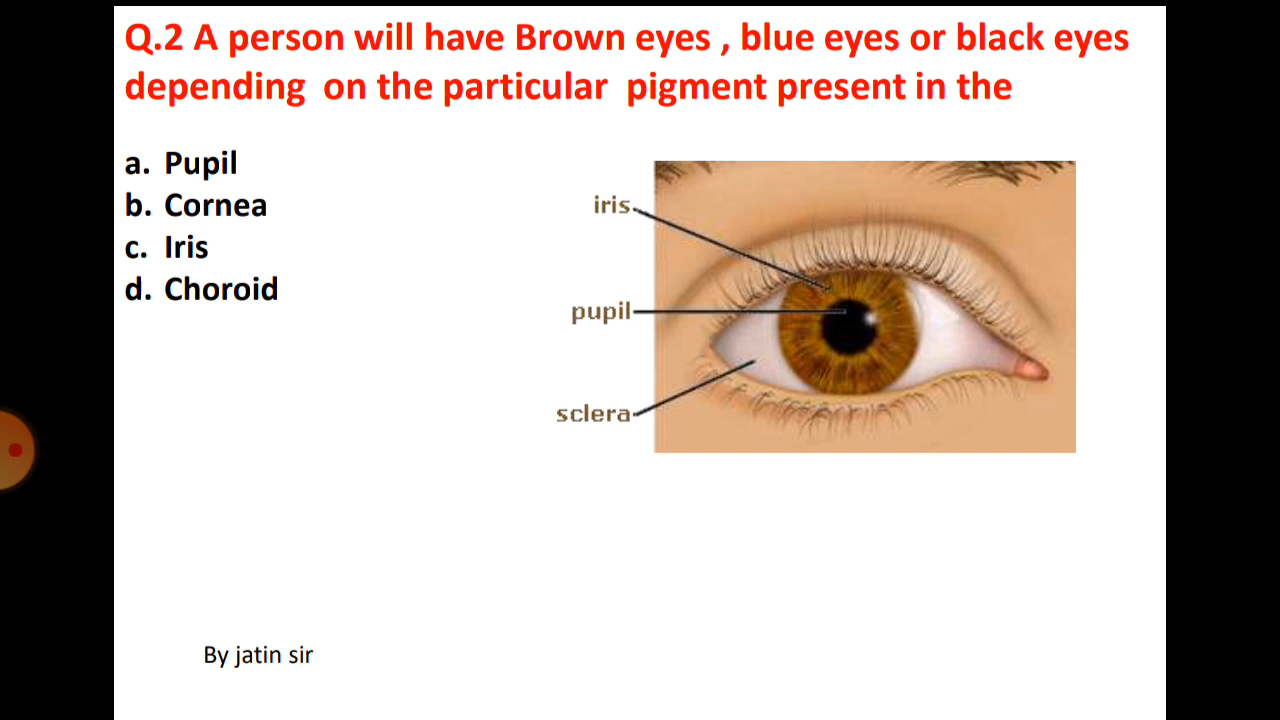 Q.2 A person will have Brown eyes , blue eyes or black eyes
depending on the particular pigment present in the
a. Pupil
b. Cornea
c. Iris
d. Choroid
iris
pupil
sclera
By jatin sir